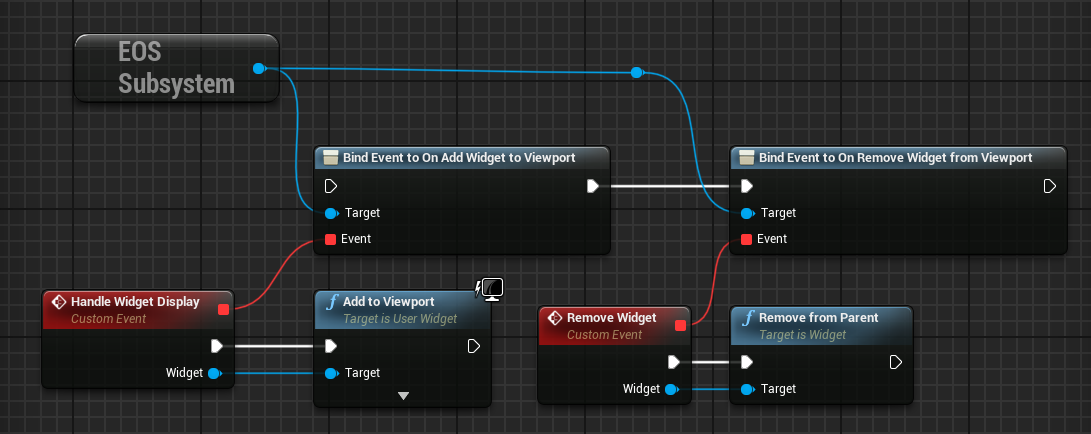 EOS
Subsystem
Bind Event to On Add Widget to Viewport
Target
Event
Bind Event to On Remove Widget from Viewport
Target
Event
Handle Widget Display
Custom Event
Widget
Add to Viewport
Target is User Widget
Target
Remove Widget
Custom Event
Widget
Remove from Parent
Target is Widget
Target